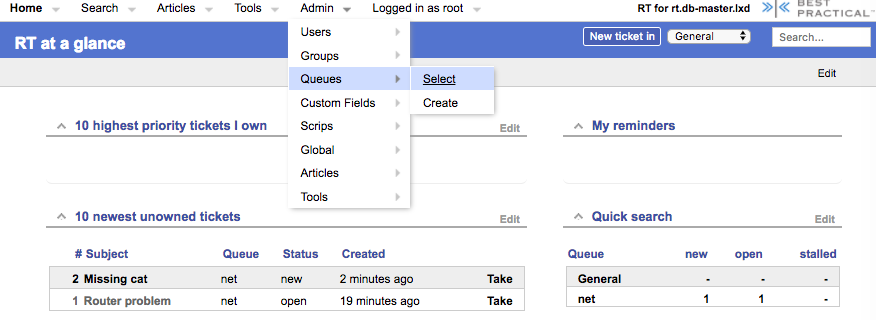 Home Search Articles Tools Admin Logged in as root RT for rt.db-master.lxd BEST PRACTICAL™
RT at a glance New ticket in General Search...
Users
Groups
Edit
Queues Select
Custom Fields Create
Scrips
Global
Articles
Tools
10 highest priority tickets I own Edit
My reminders
10 newest unowned tickets Edit
# Subject Queue Status Created
2 Missing cat net new 2 minutes ago Take
1 Router problem net open 19 minutes ago Take
Quick search Edit
Queue new open stalled
General - - -
net 1 1 -